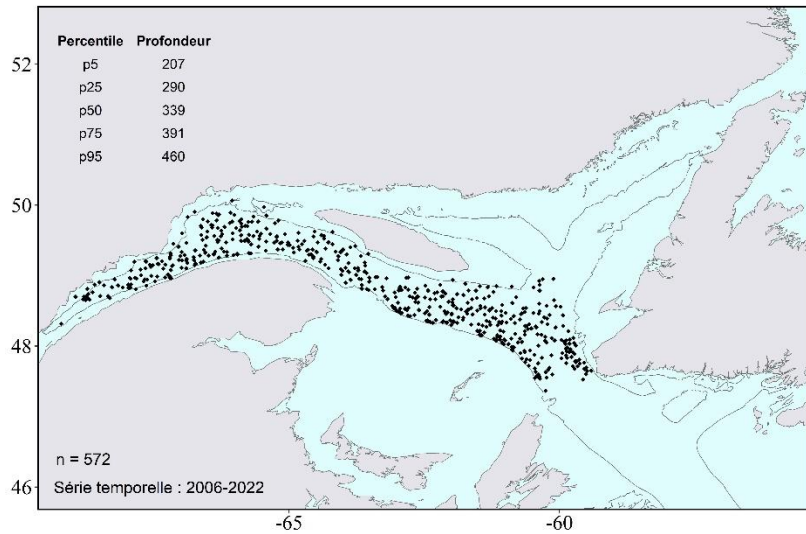 Percentile Profondeur
p5 207
p25 290
p50 339
p75 391
p95 460
52
50
48
46
n = 572
Série temporelle : 2006-2022
-65 -60